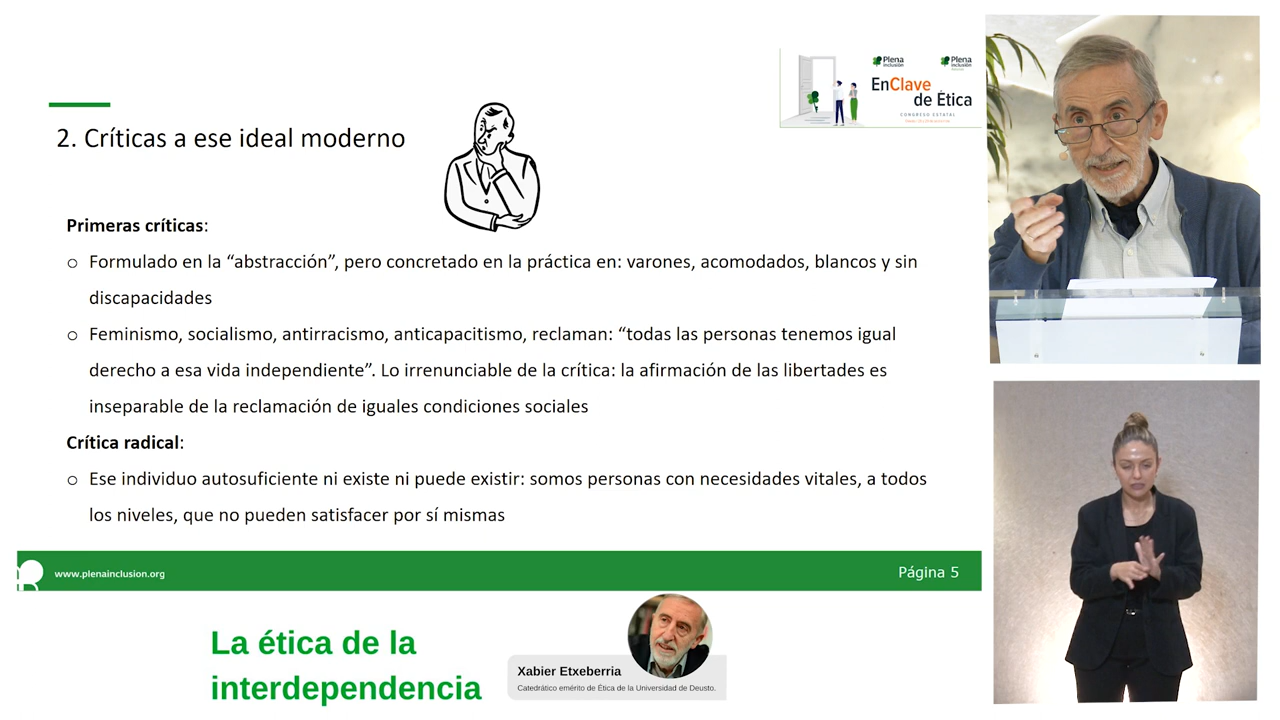 Plena
inclusión
Plena
inclusión
EnClave
de Ética
CONGRESO ESTATAL
2. Críticas a ese ideal moderno
Primeras críticas:
o Formulado en la “abstracción”, pero concretado en la práctica en: varones, acomodados, blancos y sin
discapacidades
o Feminismo, socialismo, antirracismo, anticapacitismo, reclaman: “todas las personas tenemos igual
derecho a esa vida independiente”. Lo irrenunciable de la crítica: la afirmación de las libertades es
inseparable de la reclamación de iguales condiciones sociales
Crítica radical:
o Ese individuo autosuficiente ni existe ni puede existir: somos personas con necesidades vitales, a todos
los niveles, que no pueden satisfacer por sí mismas
www.plenainclusion.org
Página 5
La ética de la
interdependencia
Xabier Etxeberria
Catedrático emérito de Ética de la Universidad de Deusto.